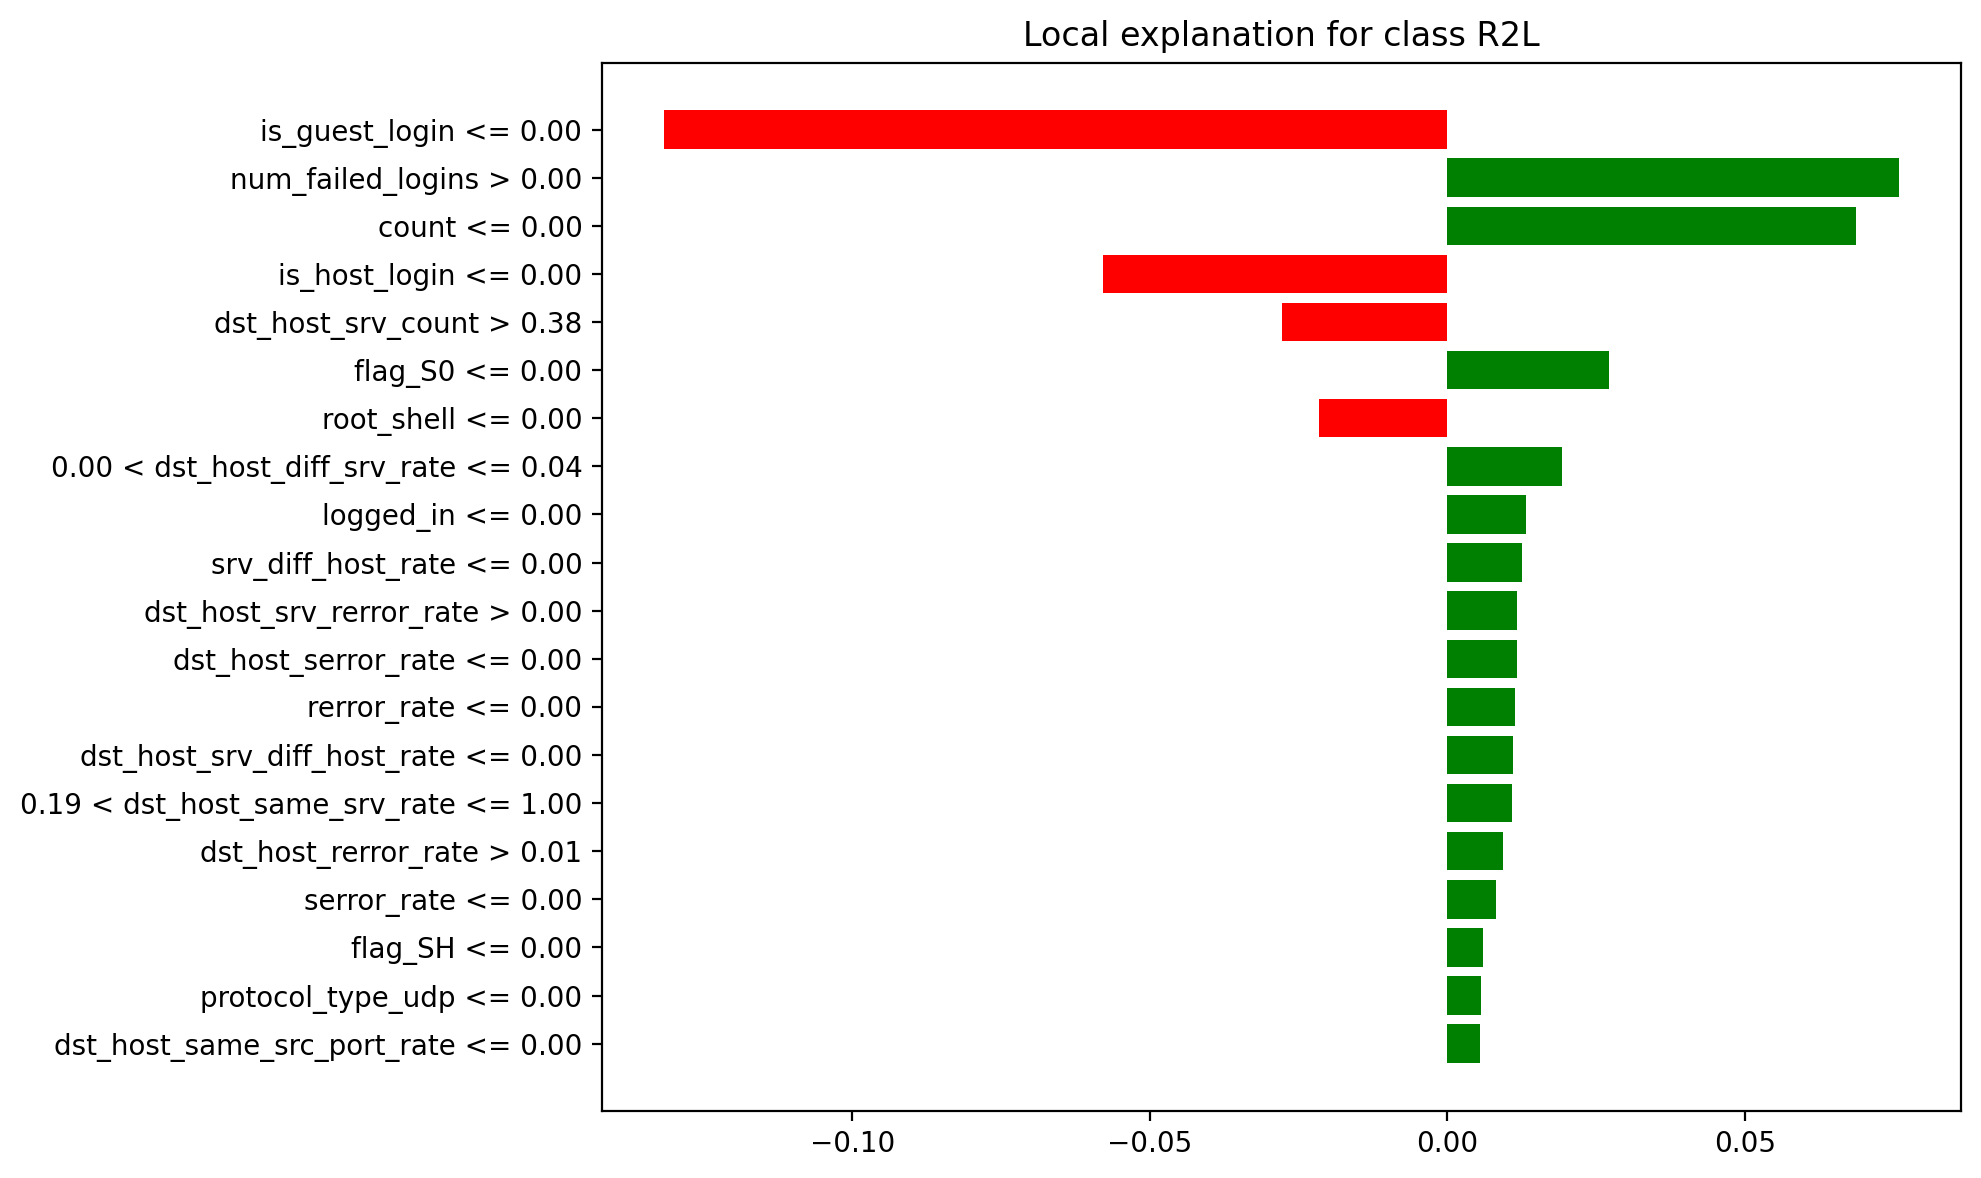 Local explanation for class R2L
is_guest_login <= 0.00
num_failed_logins > 0.00
count <= 0.00
is_host_login <= 0.00
dst_host_srv_count > 0.38
flag_S0 <= 0.00
root_shell <= 0.00
0.00 < dst_host_diff_srv_rate <= 0.04
logged_in <= 0.00
srv_diff_host_rate <= 0.00
dst_host_srv_rerror_rate > 0.00
dst_host_serror_rate <= 0.00
rerror_rate <= 0.00
dst_host_srv_diff_host_rate <= 0.00
0.19 < dst_host_same_srv_rate <= 1.00
dst_host_rerror_rate > 0.01
serror_rate <= 0.00
flag_SH <= 0.00
protocol_type_udp <= 0.00
dst_host_same_src_port_rate <= 0.00
−0.10 −0.05 0.00 0.05